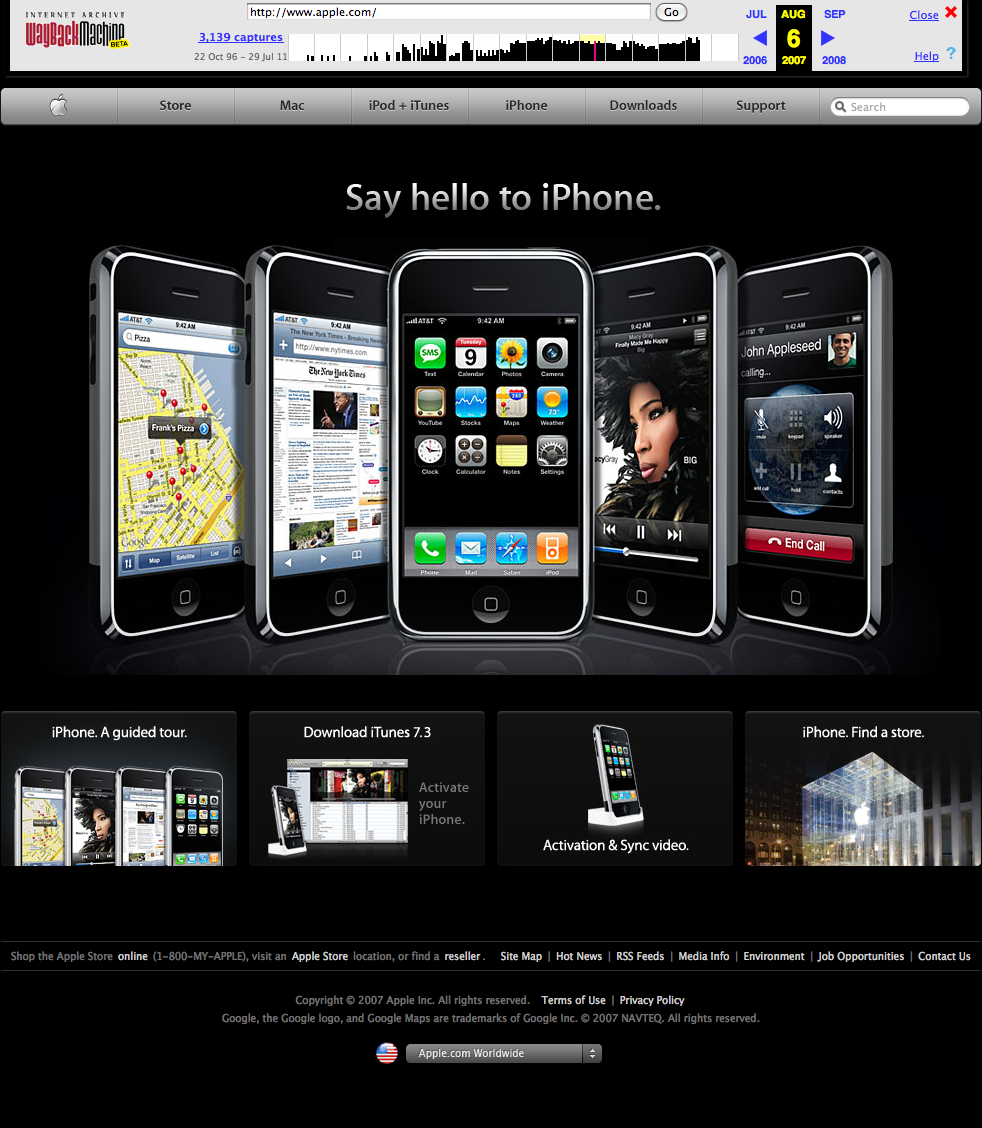 INTERNET ARCHIVE
WayBackMachine
BETA
http://www.apple.com/
Go
3,139 captures
22 Oct 96 – 29 Jul 11
JUL AUG SEP
6
2006 2007 2008
Close
Help ?
Store
Mac
iPod + iTunes
iPhone
Downloads
Support
Search
Say hello to iPhone.
AT&T 9:42 AM
Pizza
Frank's Pizza
Google
Map Satellite List
AT&T 9:42 AM
The New York Times - Breaking News
http://www.nytimes.com
The New York Times
AT&T 9:42 AM
SMS
Tuesday
9
Text Calendar Photos Camera
280
73°
YouTube Stocks Maps Weather
Clock Calculator Notes Settings
Phone Mail Safari iPod
9:42 AM
Macy Gray
Finally Made Me Happy
Big
acyGray BIG
AT&T 9:42 AM
John Appleseed
calling...
mute keypad speaker
add call hold contacts
End Call
iPhone. A guided tour.
Download iTunes 7.3
Activate
your
iPhone.
Activation & Sync video.
iPhone. Find a store.
Shop the Apple Store online (1-800-MY-APPLE), visit an Apple Store location, or find a reseller. Site Map | Hot News | RSS Feeds | Media Info | Environment | Job Opportunities | Contact Us
Copyright © 2007 Apple Inc. All rights reserved. Terms of Use | Privacy Policy
Google, the Google logo, and Google Maps are trademarks of Google Inc. © 2007 NAVTEQ. All rights reserved.
Apple.com Worldwide